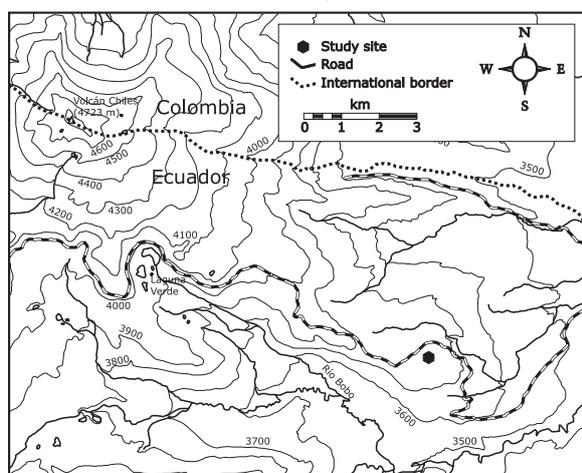 Study site
Road
International border
km
0 1 2 3
N
W E
S
Volcán Chiles
(4723 m)
Colombia
Ecuador
4000
3500
4600
4500
4400
4300
4200
4100
Laguna
Verde
4000
3900
3800
Río Bobo
3600
3700
3500